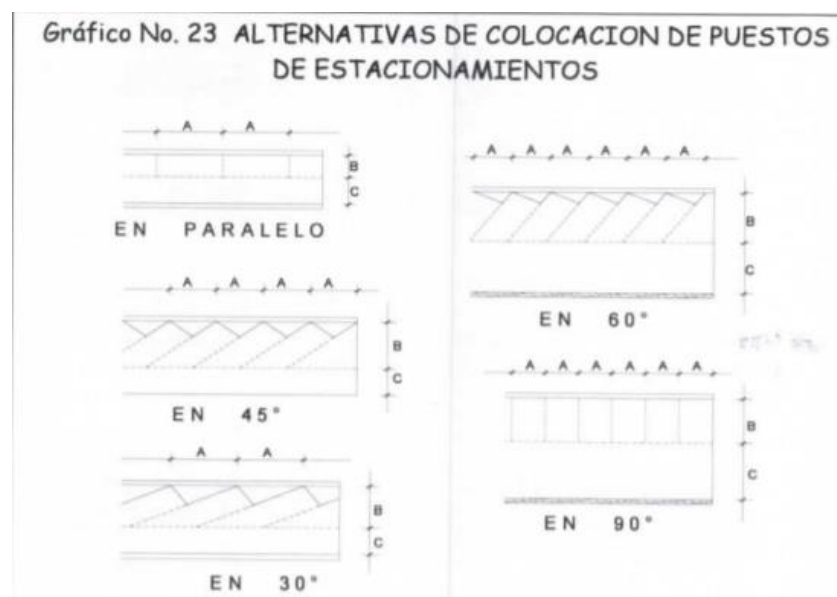 Gráfico No. 23 ALTERNATIVAS DE COLOCACION DE PUESTOS
DE ESTACIONAMIENTOS
A A
B
C
EN PARALELO
A A A A
B
C
EN 45°
A A
B
C
EN 30°
A A A A A A
B
C
EN 60°
A A A A A A
B
C
EN 90°